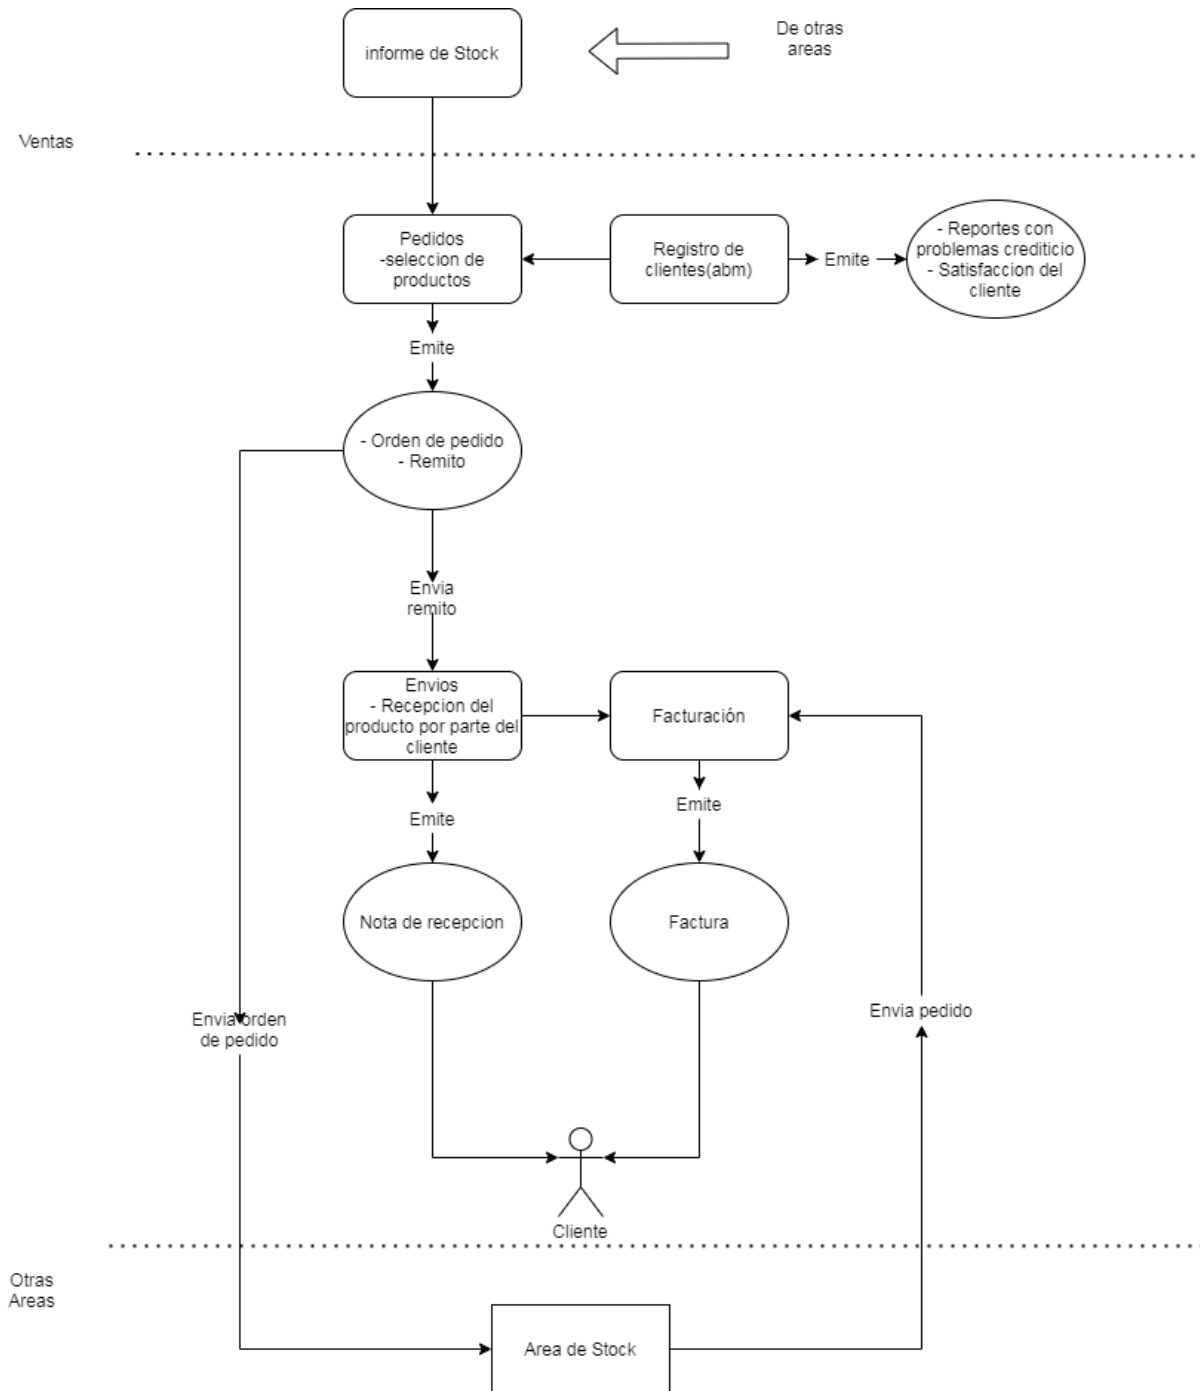 De otras
areas
informe de Stock
Ventas
Pedidos
-seleccion de
productos
Registro de
clientes(abm)
Emite
- Reportes con
problemas crediticio
- Satisfaccion del
cliente
Emite
- Orden de pedido
- Remito
Envia
remito
Envios
- Recepcion del
producto por parte del
cliente
Facturación
Emite
Emite
Nota de recepcion
Factura
Envia orden
de pedido
Envia pedido
Cliente
Otras
Areas
Area de Stock